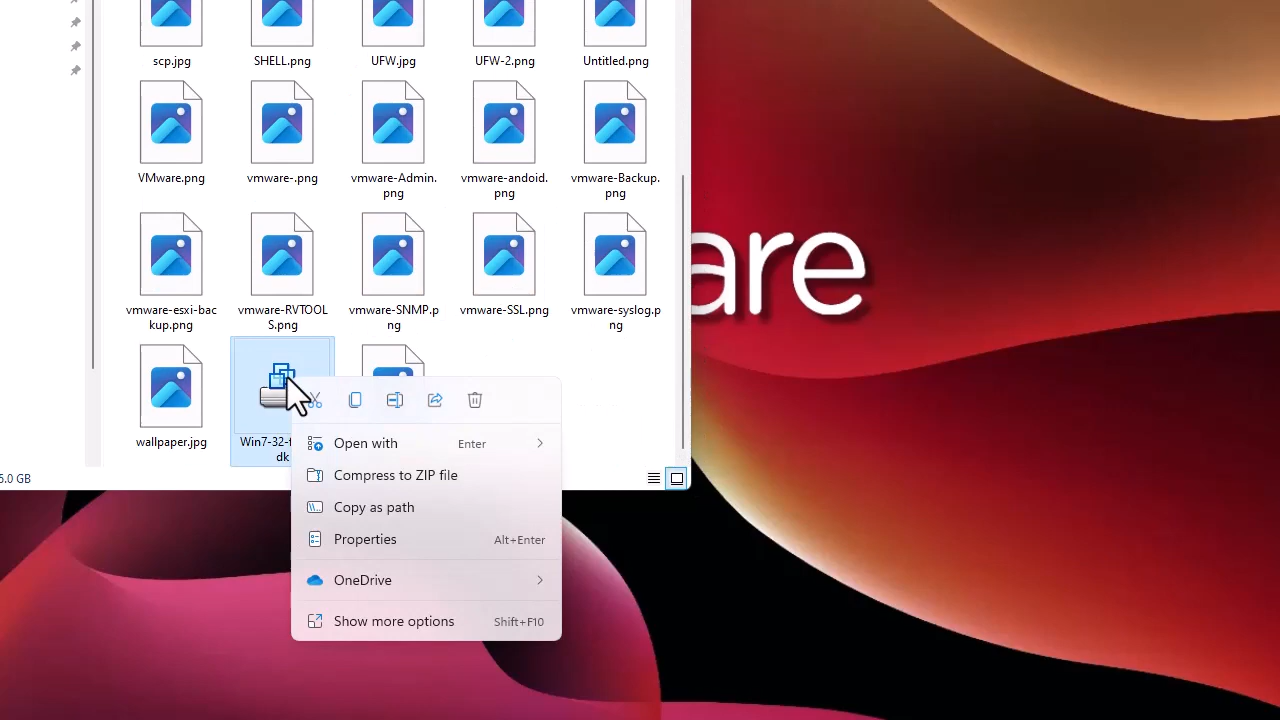 scp.jpg SHELL.png UFW.jpg UFW-2.png Untitled.png
VMware.png vmware-.png vmware-Admin. vmware-andoid. vmware-Backup.
png png png
vmware-esxi-bac vmware-RVTOOL vmware-SNMP.p vmware-SSL.png vmware-syslog.p
kup.png S.png ng ng
wallpaper.jpg Win7-32-f
dk
5.0 GB
Open with Enter
Compress to ZIP file
Copy as path
Properties Alt+Enter
OneDrive
Show more options Shift+F10
are